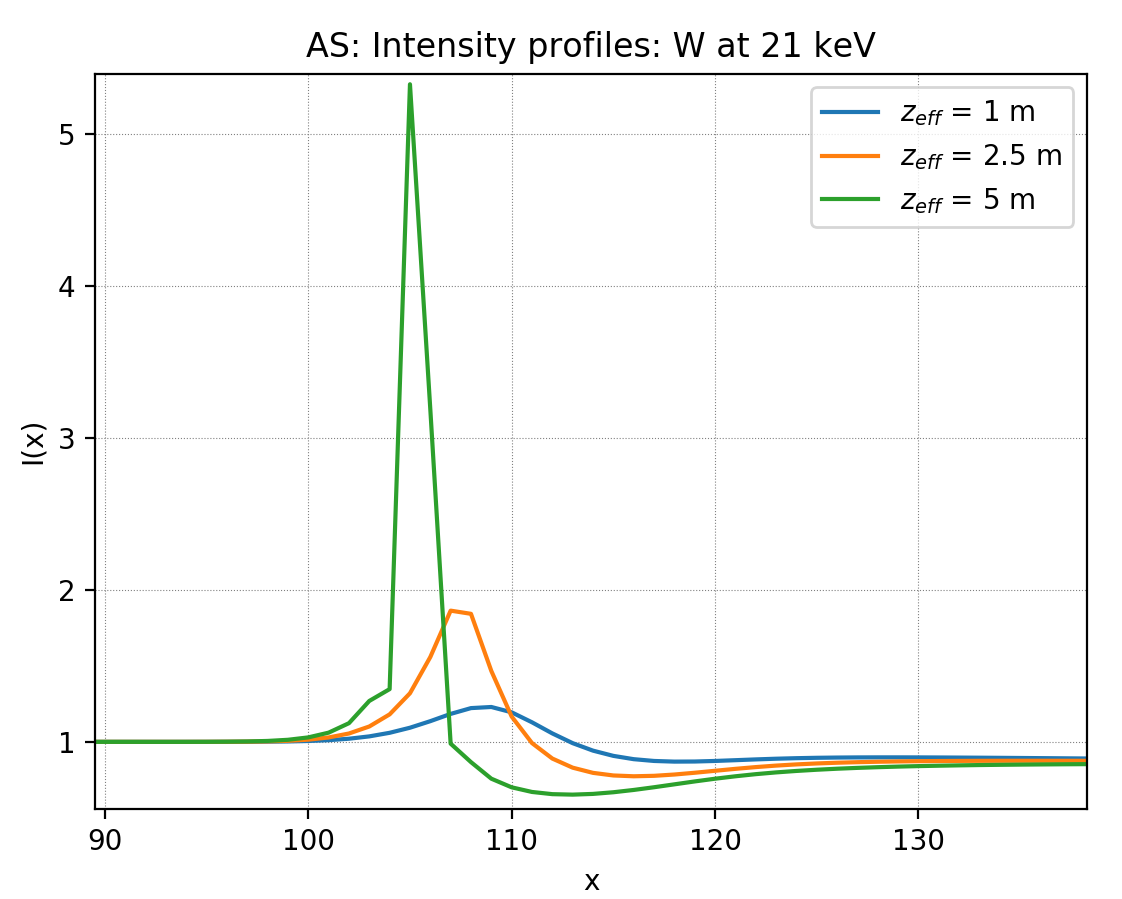 AS: Intensity profiles: W at 21 keV
z_eff = 1 m
z_eff = 2.5 m
z_eff = 5 m
I(x)
5
4
3
2
1
90 100 110 120 130
x